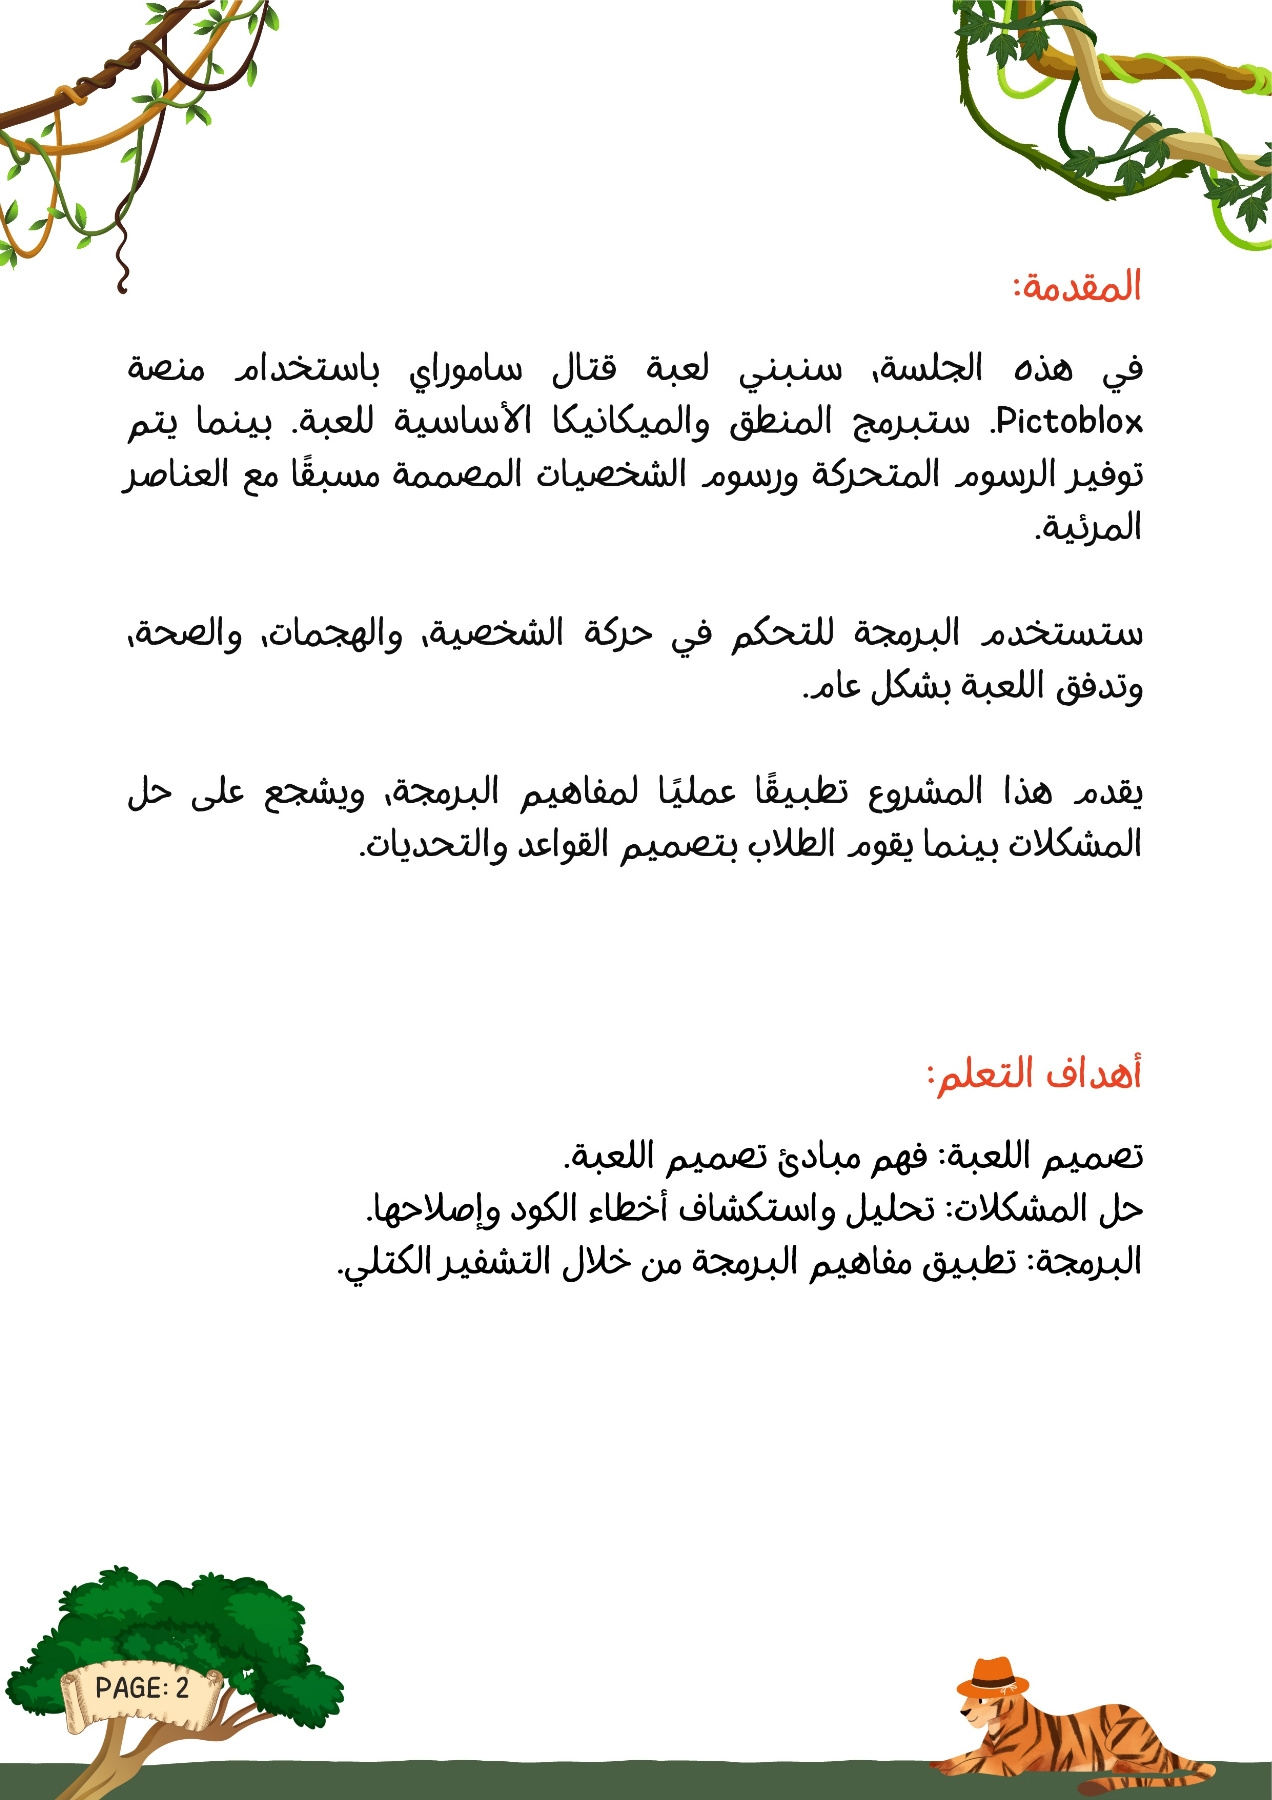 المقدمة:
في هذه الجلسة، سنبني لعبة قتال ساموراي باستخدام منصة
Pictoblox. ستبرمج المنطق والميكانيكا الأساسية للعبة. بينما يتم
توفير الرسوم المتحركة ورسوم الشخصيات المصممة مسبقًا مع العناصر
المرئية.
ستستخدم البرمجة للتحكم في حركة الشخصية، والهجمات، والصحة،
وتدفق اللعبة بشكل عام.
يقدم هذا المشروع تطبيقًا عمليًا لمفاهيم البرمجة، ويشجع على حل
المشكلات بينما يقوم الطلاب بتصميم القواعد والتحديات.
أهداف التعلم:
تصميم اللعبة: فهم مبادئ تصميم اللعبة.
حل المشكلات: تحليل واستكشاف أخطاء الكود وإصلاحها.
البرمجة: تطبيق مفاهيم البرمجة من خلال التشفير الكتلي.
PAGE: 2